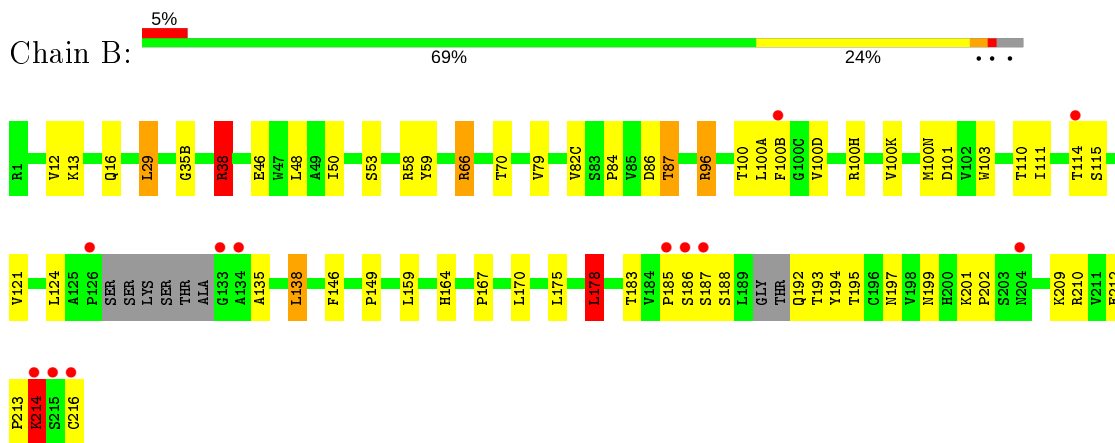 5%
Chain B:
69% 24% • • •
R1 V12 K13 Q16 L29 G35B R38 E46 W47 L48 A49 I50 S53 R58 Y59 R66 T70 V79 V82C S83 P84 V85 D86 T87 R96 T100 L100A F100B G100C V100D R100H V100K M100N D101 V102 W103 T110 I111 T114 S115
V121 L124 A125 P126 SER SER LYS SER THR ALA G133 A134 A135 L138 F146 P149 L159 H164 P167 L170 L175 L178 T183 V184 P185 S186 S187 S188 L189 GLY THR Q192 T193 Y194 T195 C196 N197 V198 N199 H200 K201 P202 S203 N204 K209 R210 V211
P213 K214 S215 C216